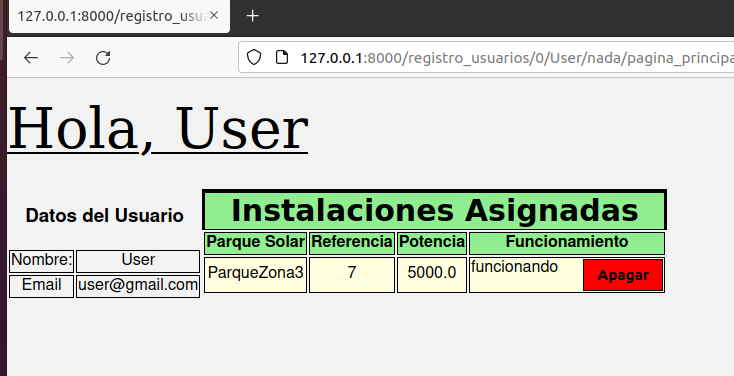 127.0.0.1:8000/registro_usu
127.0.0.1:8000/registro_usuarios/0/User/nada/pagina_principa
Hola, User
Datos del Usuario
Nombre: User
Email user@gmail.com
Instalaciones Asignadas
Parque Solar Referencia Potencia Funcionamiento
ParqueZona3 7 5000.0 funcionando Apagar